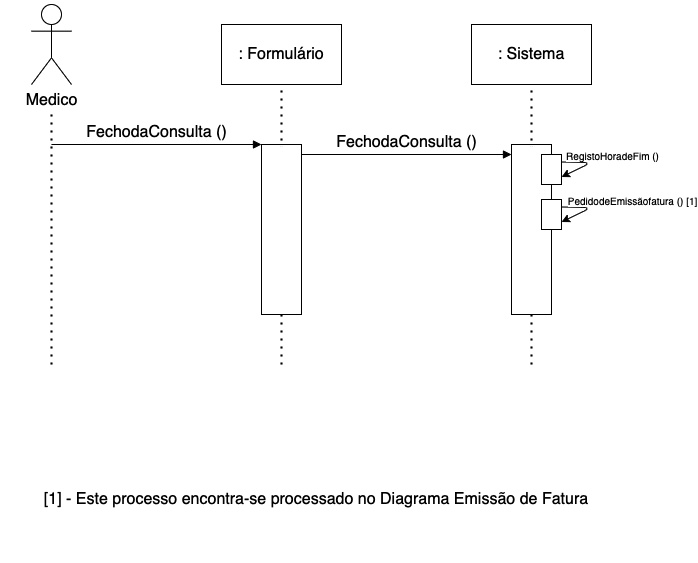 : Formulário
: Sistema
Medico
FechodaConsulta ()
FechodaConsulta ()
RegistoHoradeFim ()
PedidodeEmissãofatura () [1]
[1] - Este processo encontra-se processado no Diagrama Emissão de Fatura